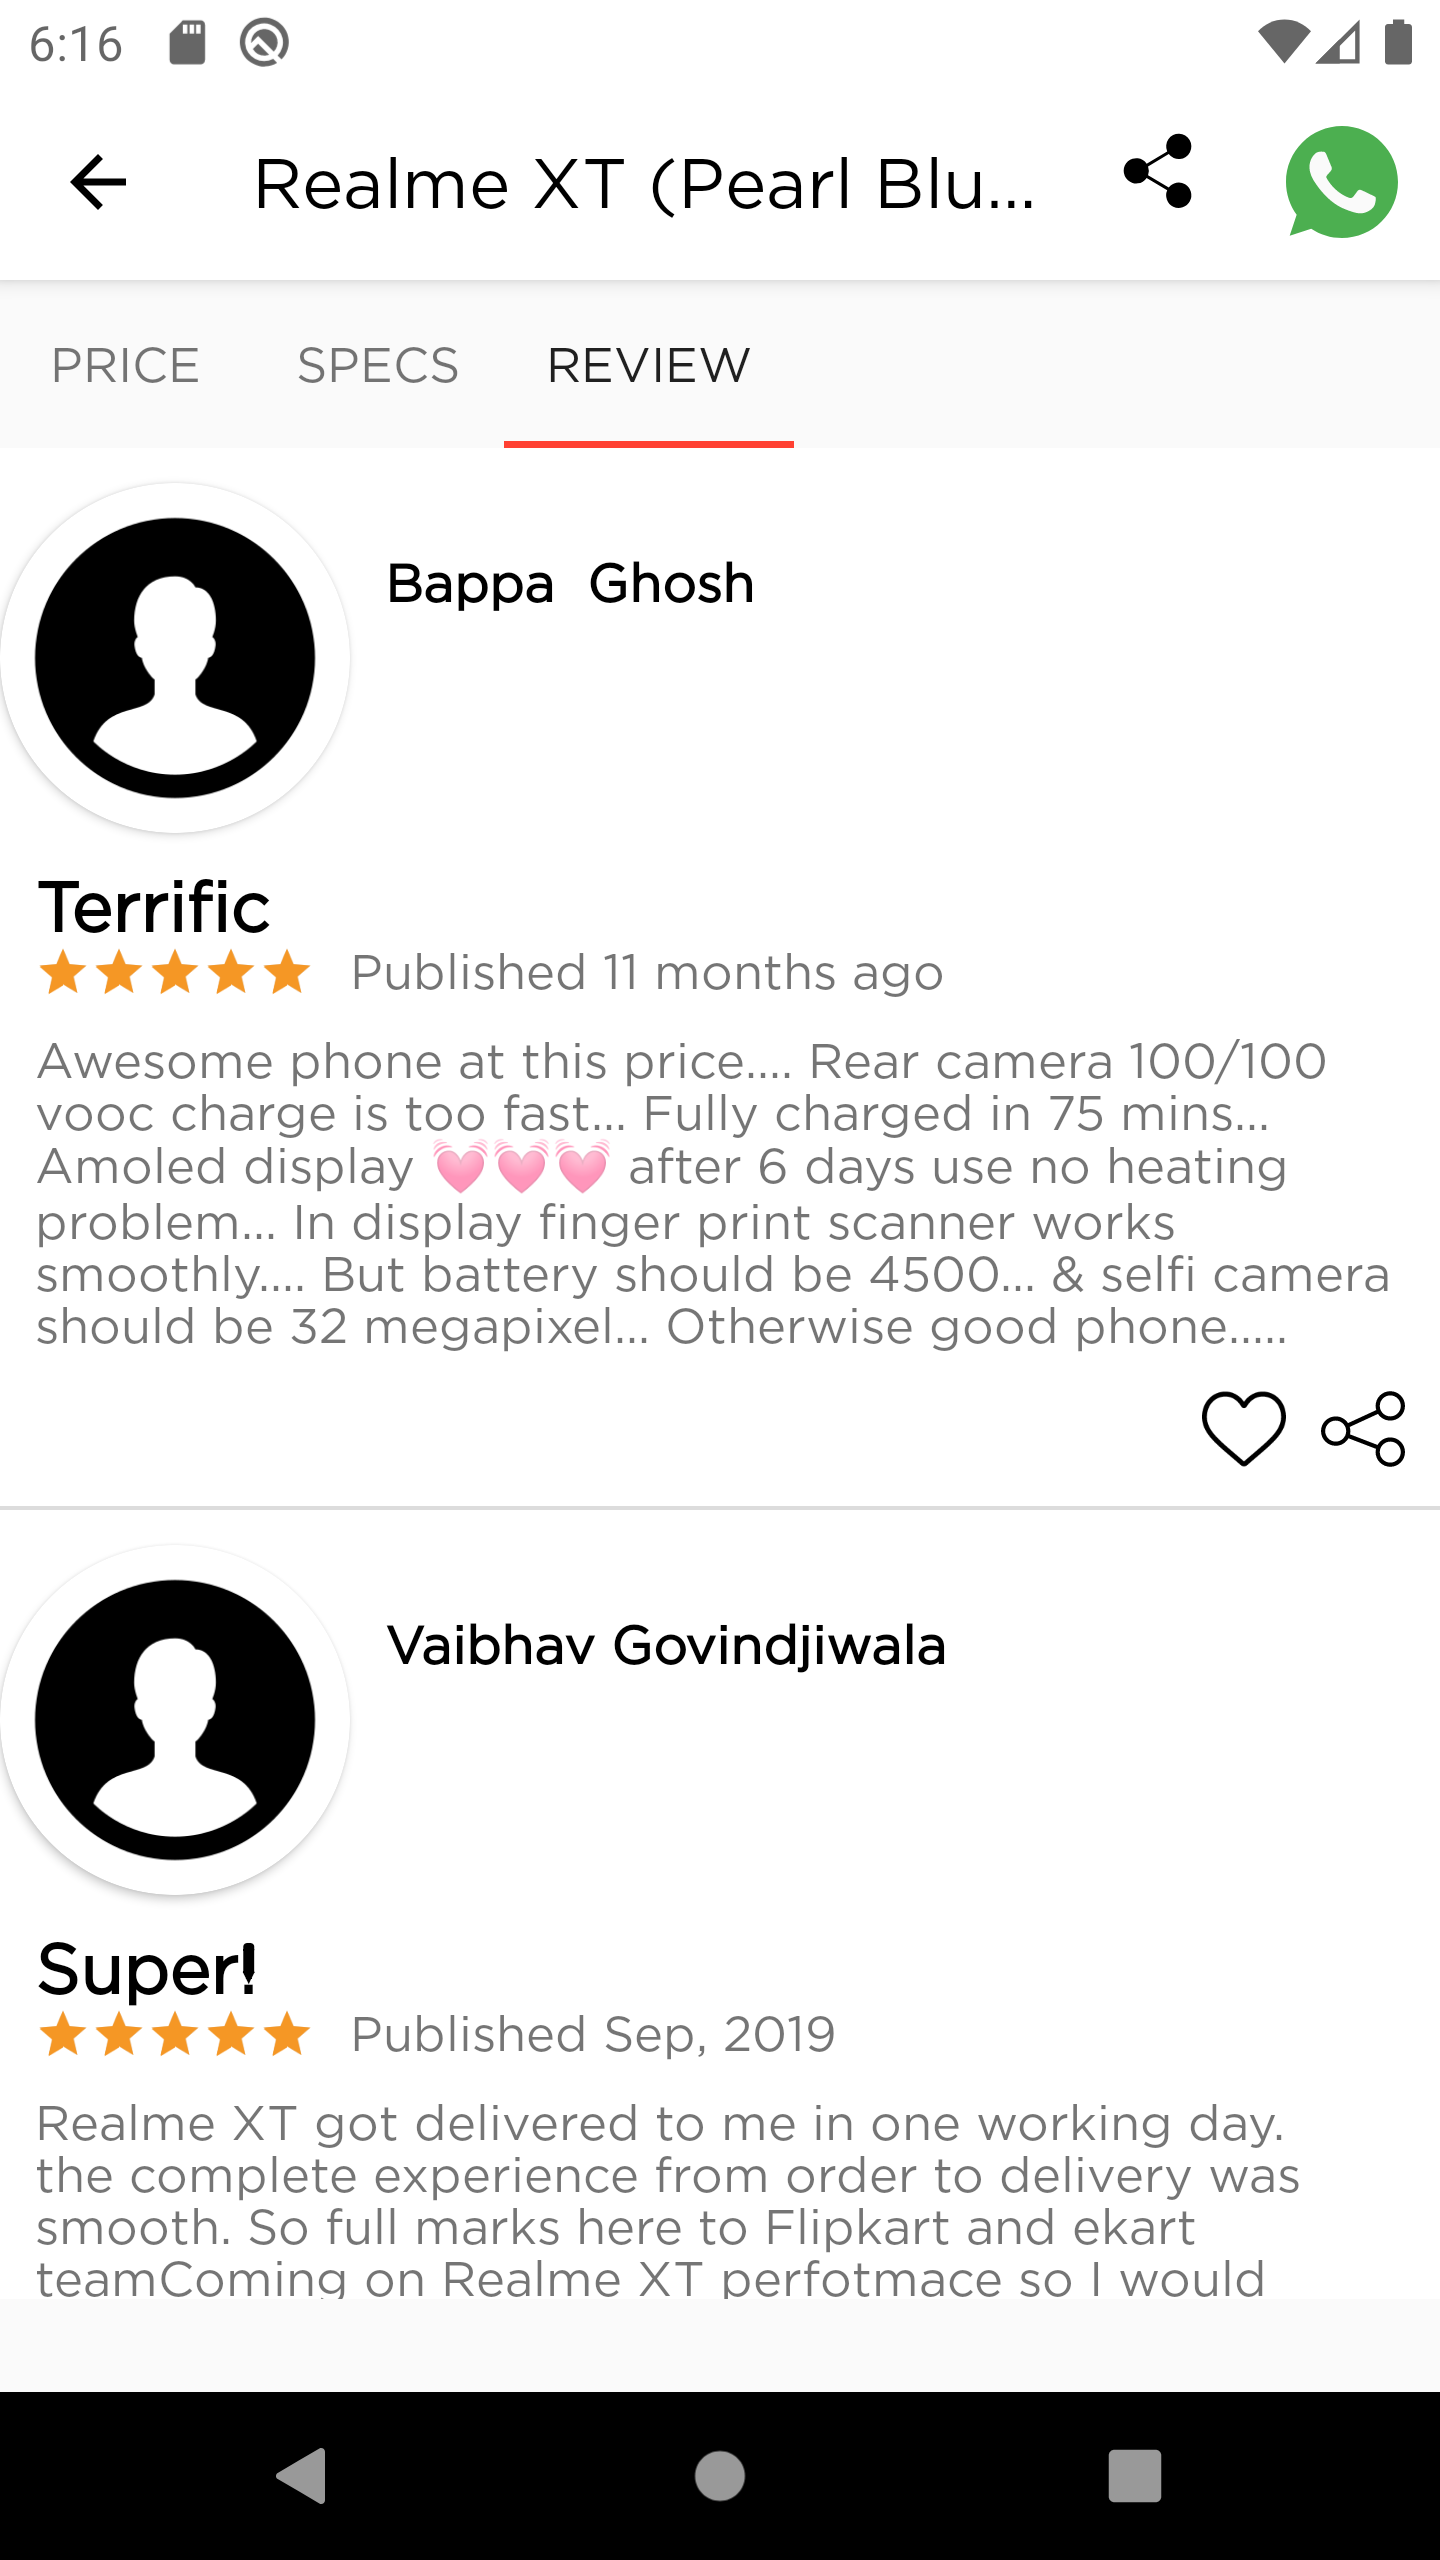 6:16
Realme XT (Pearl Blu...
PRICE SPECS REVIEW
Bappa  Ghosh
Terrific
Published 11 months ago
Awesome phone at this price.... Rear camera 100/100
vooc charge is too fast... Fully charged in 75 mins...
Amoled display 💓💓💓 after 6 days use no heating
problem... In display finger print scanner works
smoothly.... But battery should be 4500... & selfi camera
should be 32 megapixel... Otherwise good phone.....
Vaibhav Govindjiwala
Super!
Published Sep, 2019
Realme XT got delivered to me in one working day.
the complete experience from order to delivery was
smooth. So full marks here to Flipkart and ekart
teamComing on Realme XT perfotmace so I would